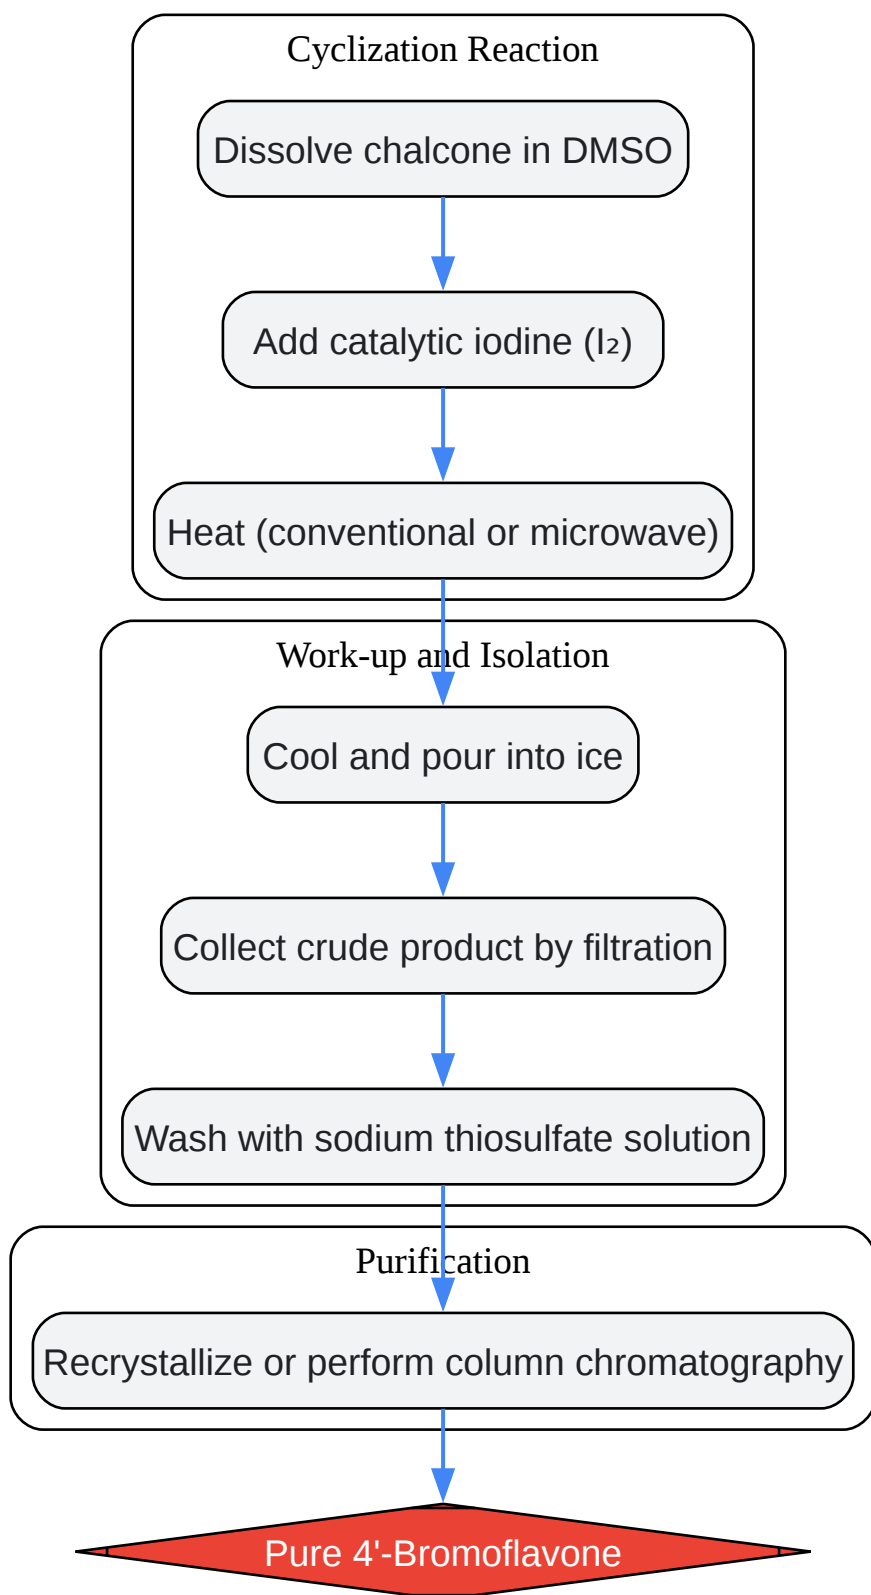 Cyclization Reaction
Dissolve chalcone in DMSO
Add catalytic iodine (I₂)
Heat (conventional or microwave)
Work-up and Isolation
Cool and pour into ice
Collect crude product by filtration
Wash with sodium thiosulfate solution
Purification
Recrystallize or perform column chromatography
Pure 4'-Bromoflavone